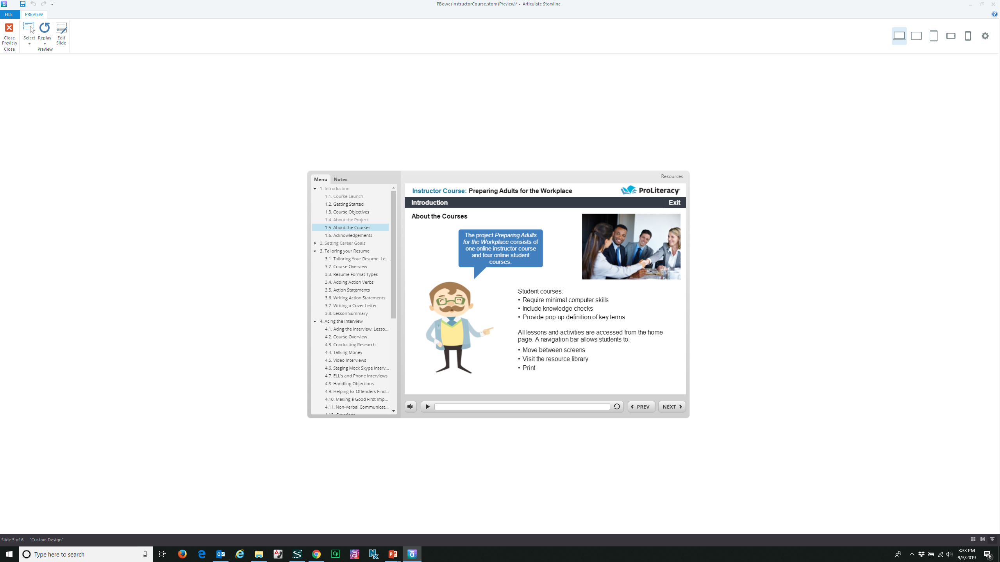 PBowesInstructorCourse.story (Preview)* - Articulate Storyline
FILE
PREVIEW
Close Preview
Select
Replay
Edit Slide
Close
Preview
Menu
Notes
Resources
1. Introduction
1.1. Course Launch
1.2. Getting Started
1.3. Course Objectives
1.4. About the Project
1.5. About the Courses
1.6. Acknowledgements
2. Setting Career Goals
3. Tailoring your Resume
3.1. Tailoring Your Resume: Le...
3.2. Course Overview
3.3. Resume Format Types
3.4. Adding Action Verbs
3.5. Action Statements
3.6. Writing Action Statements
3.7. Writing a Cover Letter
3.8. Lesson Summary
4. Acing the Interview
4.1. Acing the Interview: Lesso...
4.2. Course Overview
4.3. Conducting Research
4.4. Talking Money
4.5. Video Interviews
4.6. Staging Mock Skype Interv...
4.7. ELL's and Phone Interviews
4.8. Handling Objections
4.9. Helping Ex-Offenders Find...
4.10. Making a Good First Imp...
4.11. Non-Verbal Communicat...
4.12. Greetings
Instructor Course: Preparing Adults for the Workplace
ProLiteracy
Introduction
Exit
About the Courses
The project Preparing Adults
for the Workplace consists of
one online instructor course
and four online student
courses.
Student courses:
• Require minimal computer skills
• Include knowledge checks
• Provide pop-up definition of key terms
All lessons and activities are accessed from the home
page. A navigation bar allows students to:
• Move between screens
• Visit the resource library
• Print
PREV
NEXT
Slide 5 of 6
"Custom Design"
Type here to search
3:33 PM
9/3/2019
6